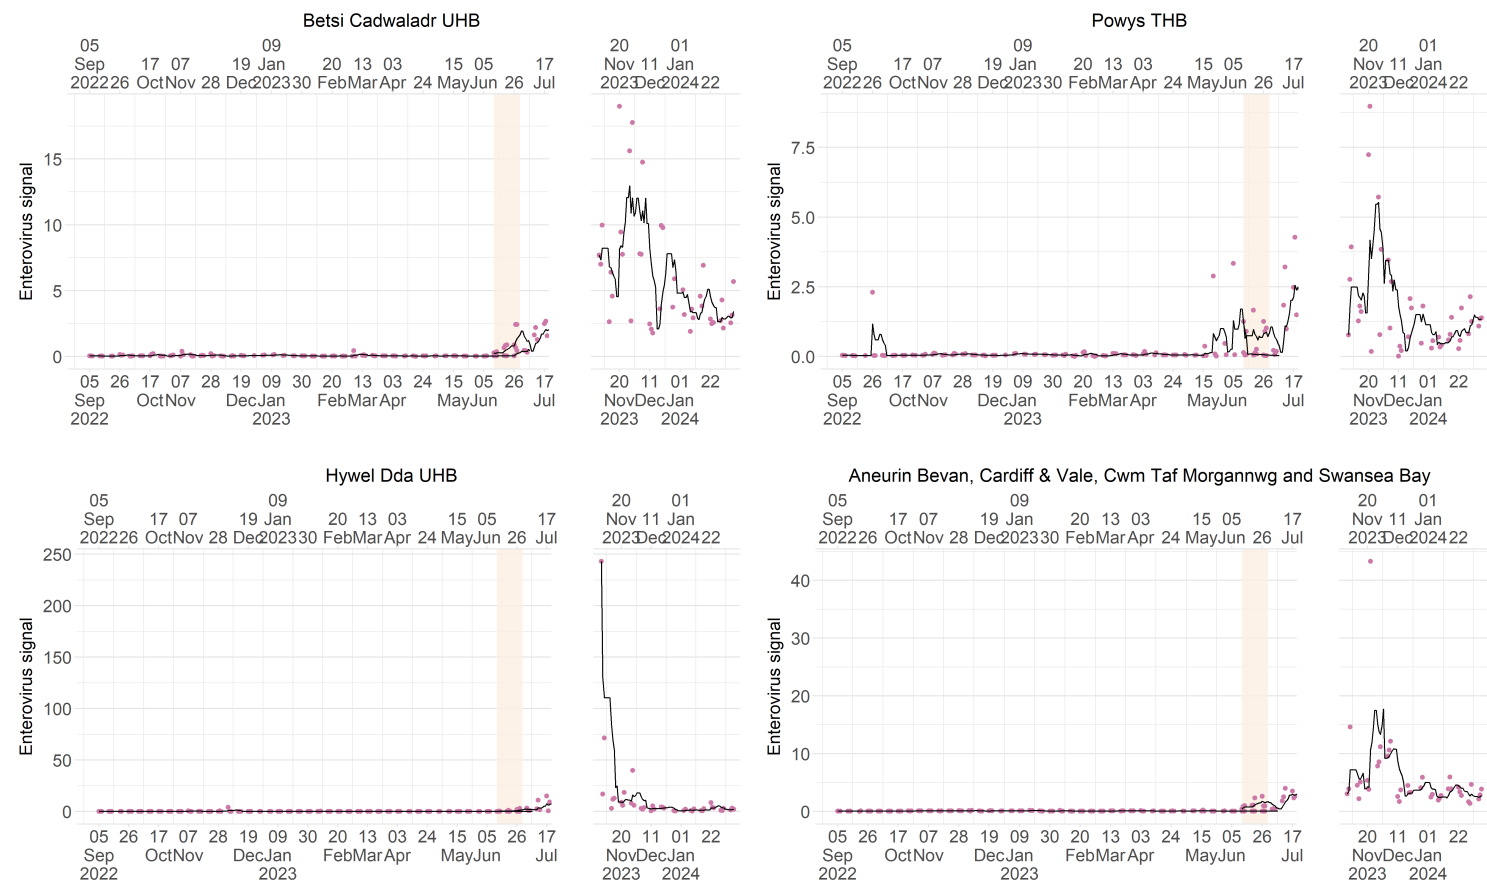 Betsi Cadwaladr UHB
05 09 20 01
Sep 17 07 19 Jan 20 13 03 15 05 17 Nov 11 Jan
2022 26 Oct Nov 28 Dec 2023 30 Feb Mar Apr 24 May Jun 26 Jul 2023 Dec 2024 22
Enterovirus signal
15
10
5
0
05 26 17 07 28 19 09 30 20 13 03 24 15 05 26 17 20 11 01 22
Sep Oct Nov Dec Jan Feb Mar Apr May Jun Jul Nov Dec Jan
2022 2023 2023 2024
Powys THB
05 09 20 01
Sep 17 07 19 Jan 20 13 03 15 05 17 Nov 11 Jan
2022 26 Oct Nov 28 Dec 2023 30 Feb Mar Apr 24 May Jun 26 Jul 2023 Dec 2024 22
Enterovirus signal
7.5
5.0
2.5
0.0
05 26 17 07 28 19 09 30 20 13 03 24 15 05 26 17 20 11 01 22
Sep Oct Nov Dec Jan Feb Mar Apr May Jun Jul Nov Dec Jan
2022 2023 2023 2024
Hywel Dda UHB
05 09 20 01
Sep 17 07 19 Jan 20 13 03 15 05 17 Nov 11 Jan
2022 26 Oct Nov 28 Dec 2023 30 Feb Mar Apr 24 May Jun 26 Jul 2023 Dec 2024 22
Enterovirus signal
250
200
150
100
50
0
05 26 17 07 28 19 09 30 20 13 03 24 15 05 26 17 20 11 01 22
Sep Oct Nov Dec Jan Feb Mar Apr May Jun Jul Nov Dec Jan
2022 2023 2023 2024
Aneurin Bevan, Cardiff & Vale, Cwm Taf Morgannwg and Swansea Bay
05 09 20 01
Sep 17 07 19 Jan 20 13 03 15 05 17 Nov 11 Jan
2022 26 Oct Nov 28 Dec 2023 30 Feb Mar Apr 24 May Jun 26 Jul 2023 Dec 2024 22
Enterovirus signal
40
30
20
10
0
05 26 17 07 28 19 09 30 20 13 03 24 15 05 26 17 20 11 01 22
Sep Oct Nov Dec Jan Feb Mar Apr May Jun Jul Nov Dec Jan
2022 2023 2023 2024